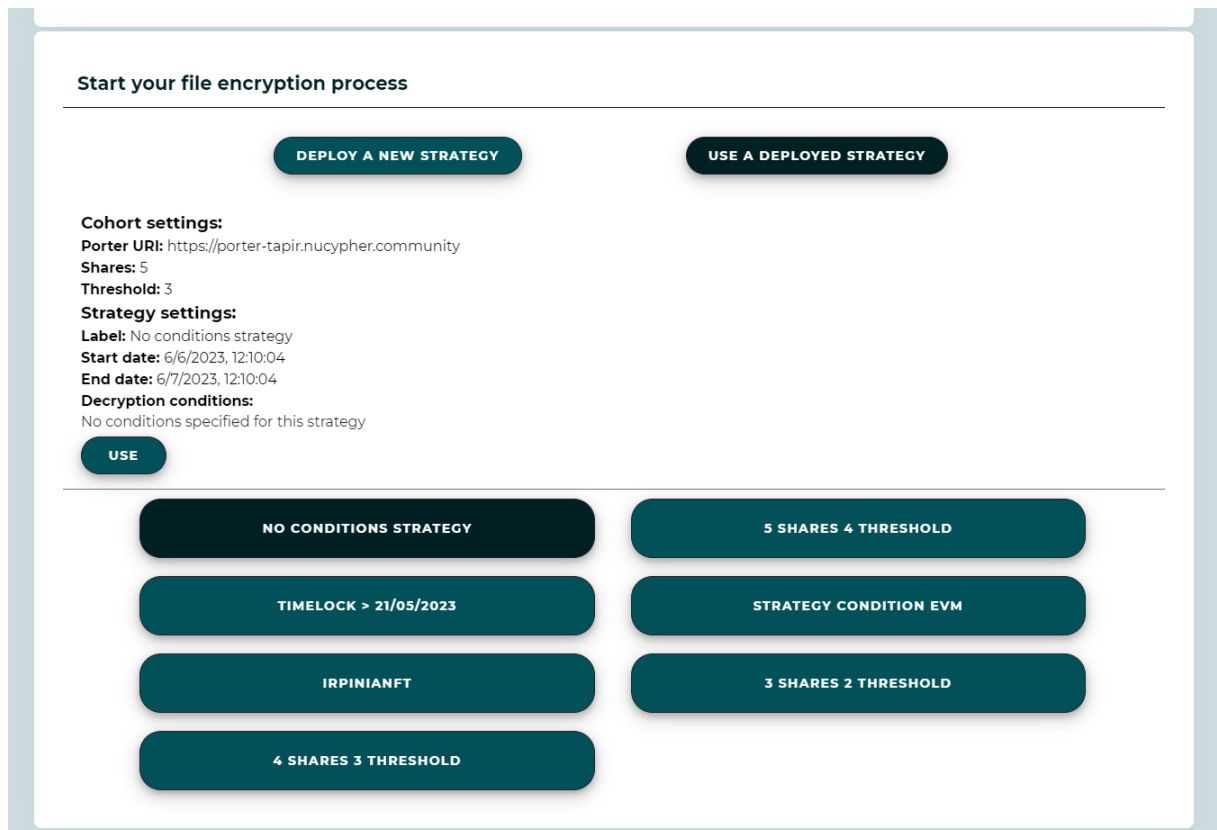 Start your file encryption process
DEPLOY A NEW STRATEGY
USE A DEPLOYED STRATEGY
Cohort settings:
Porter URI: https://porter-tapir.nucypher.community
Shares: 5
Threshold: 3
Strategy settings:
Label: No conditions strategy
Start date: 6/6/2023, 12:10:04
End date: 6/7/2023, 12:10:04
Decryption conditions:
No conditions specified for this strategy
USE
NO CONDITIONS STRATEGY
5 SHARES 4 THRESHOLD
TIMELOCK > 21/05/2023
STRATEGY CONDITION EVM
IRPINIANFT
3 SHARES 2 THRESHOLD
4 SHARES 3 THRESHOLD